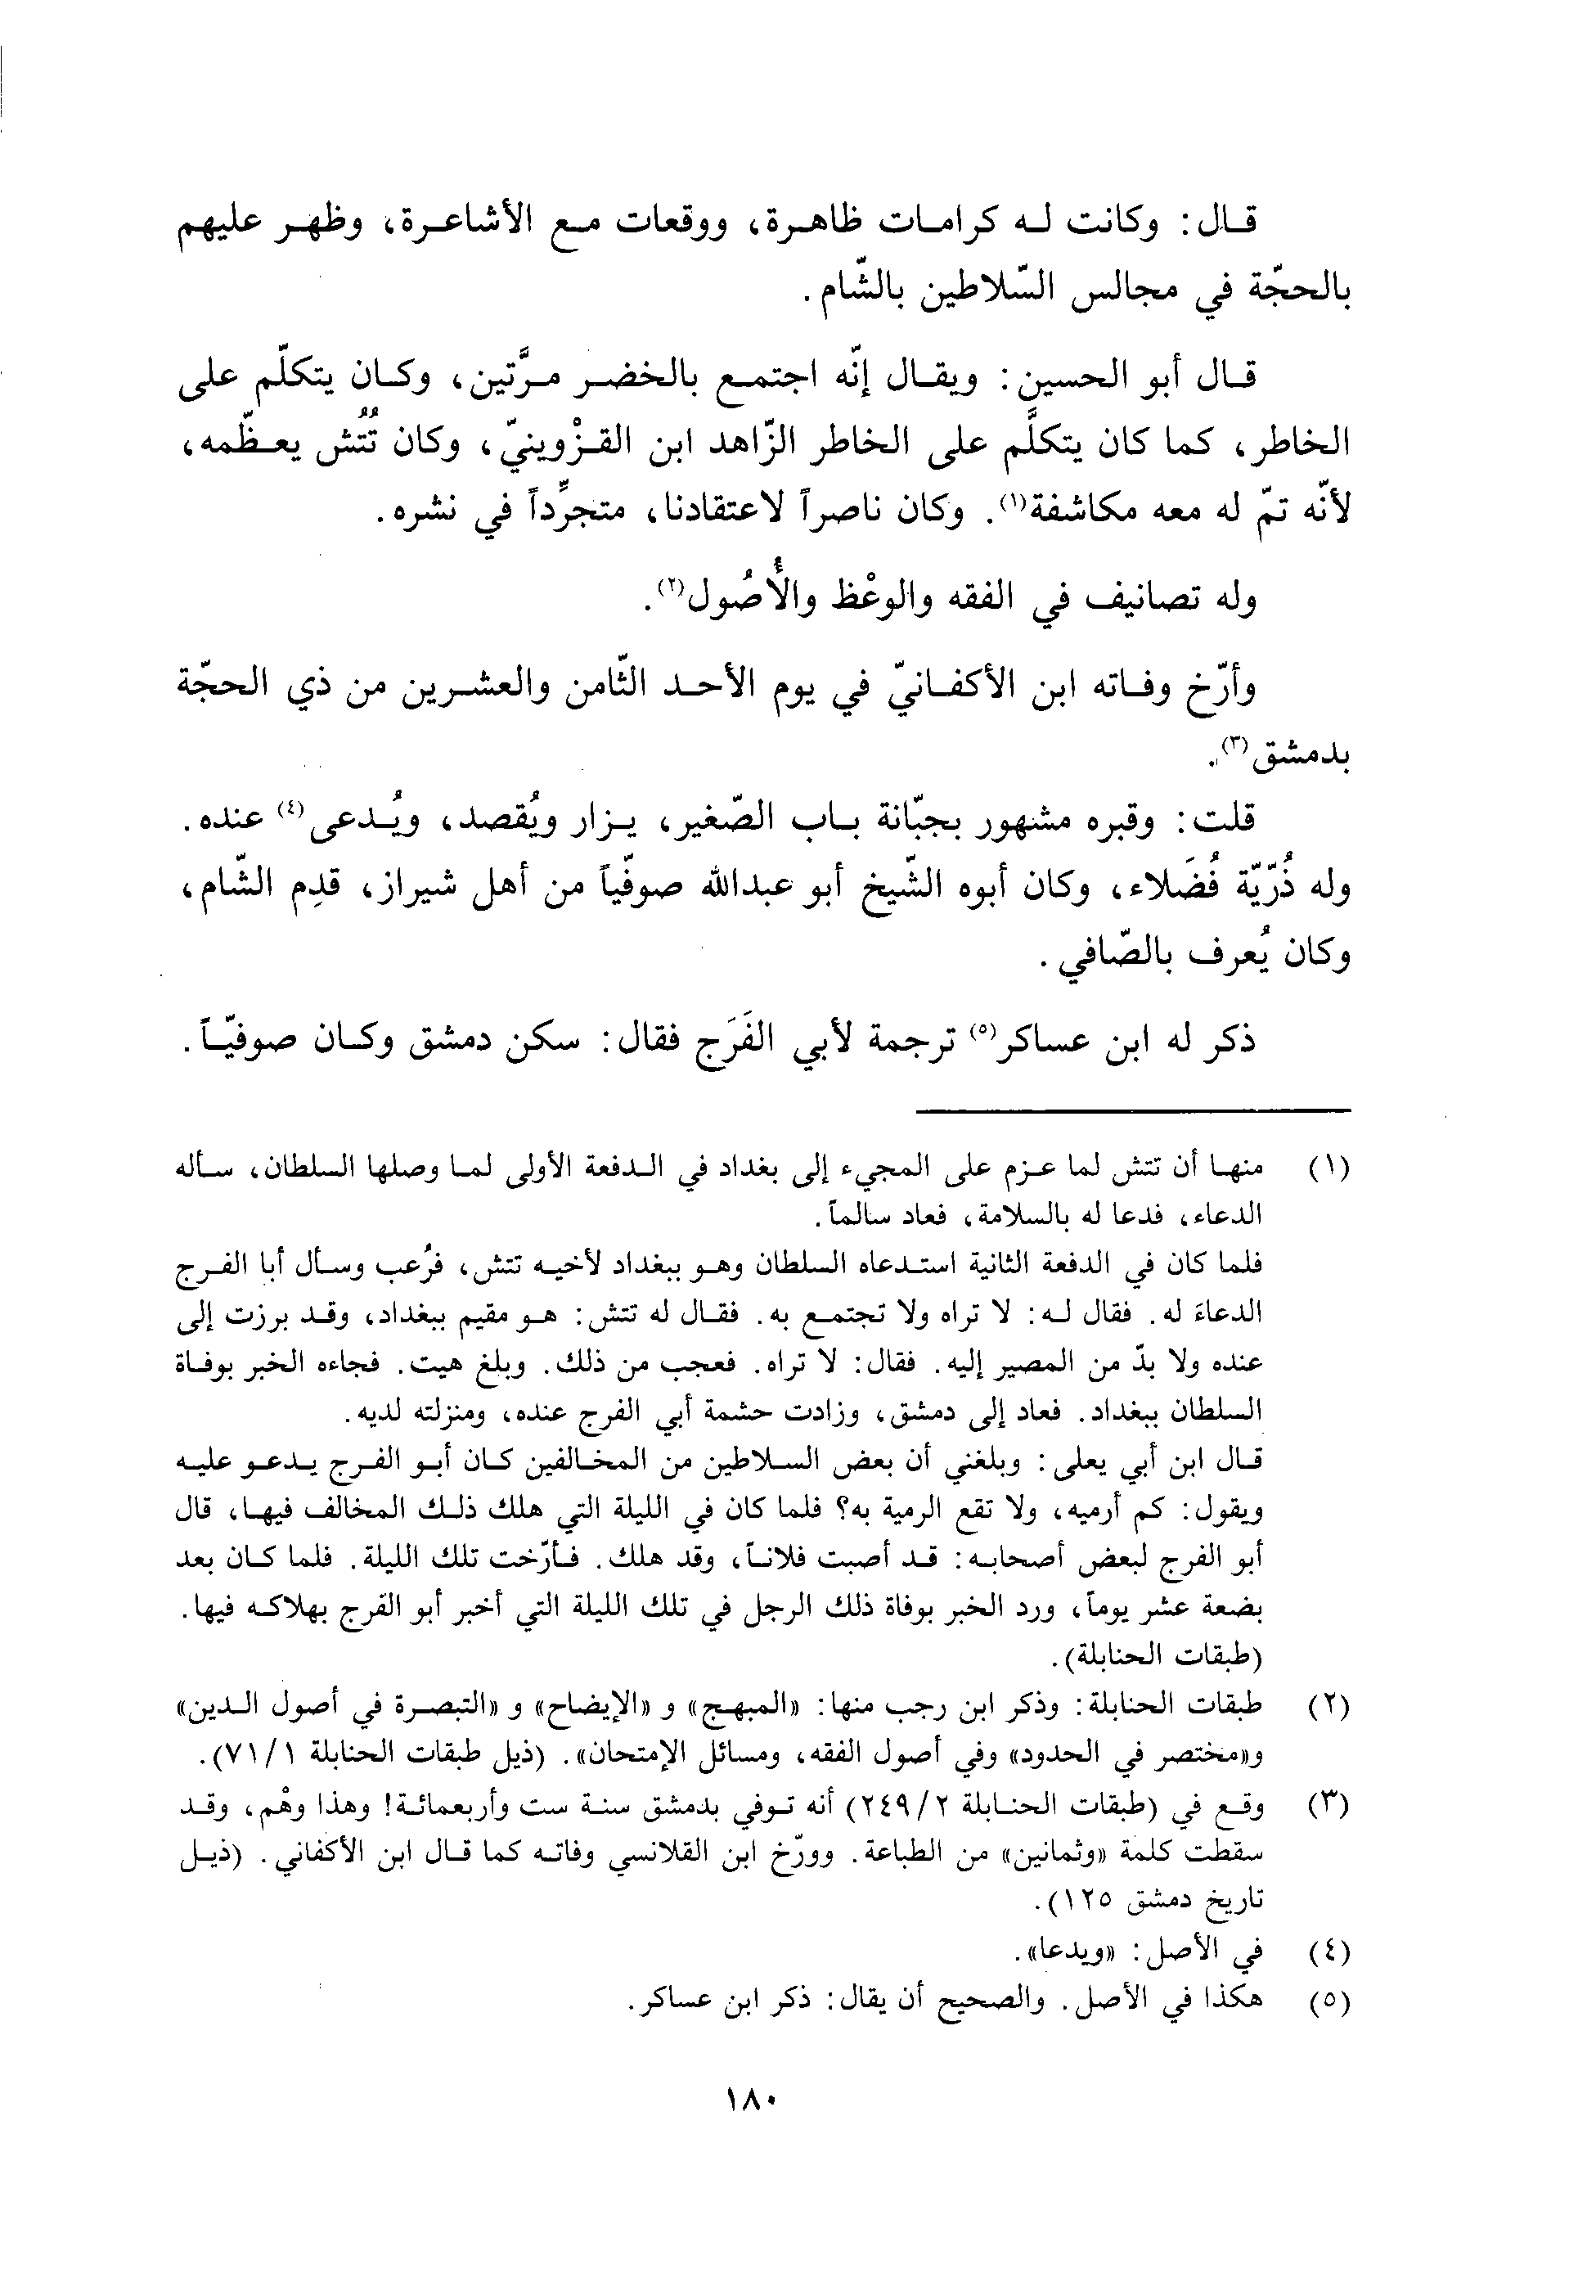 قال: وكانت له كرامات ظاهرة، ووقعات مع الأشاعرة، وظهر عليهم
بالحجّة في مجالس السّلاطين بالشّام.
قال أبو الحسين: ويقال إنّه اجتمع بالخضر مرَّتين، وكان يتكلّم على
الخاطر، كما كان يتكلَّم على الخاطر الزّاهد ابن القزْوينيّ، وكان تُتُش يعظّمه،
لأنّه تمّ له معه مكاشفة(١). وكان ناصراً لاعتقادنا، متجرِّداً في نشره.
وله تصانيف في الفقه والوعْظ والأُصُول(٢).
وأرّخ وفاته ابن الأكفانيّ في يوم الأحد الثّامن والعشرين من ذي الحجّة
بدمشق(٣).
قلت: وقبره مشهور بجبّانة باب الصّغير، يزار ويُقصد، ويُدعى(٤) عنده.
وله ذُرّيّة فُضَلاء، وكان أبوه الشّيخ أبو عبدالله صوفّياً من أهل شيراز، قدِم الشّام،
وكان يُعرف بالصّافي.
ذكر له ابن عساكر(٥) ترجمة لأبي الفَرَج فقال: سكن دمشق وكان صوفيّاً.
(١) منها أن تتش لما عزم على المجيء إلى بغداد في الدفعة الأولى لما وصلها السلطان، سأله
الدعاء، فدعا له بالسلامة، فعاد سالماً.
فلما كان في الدفعة الثانية استدعاه السلطان وهو ببغداد لأخيه تتش، فرُعب وسأل أبا الفرج
الدعاءَ له. فقال له: لا تراه ولا تجتمع به. فقال له تتش: هو مقيم ببغداد، وقد برزت إلى
عنده ولا بدّ من المصير إليه. فقال: لا تراه. فعجب من ذلك. وبلغ هيت. فجاءه الخبر بوفاة
السلطان ببغداد. فعاد إلى دمشق، وزادت حشمة أبي الفرج عنده، ومنزلته لديه.
قال ابن أبي يعلى: وبلغني أن بعض السلاطين من المخالفين كان أبو الفرج يدعو عليه
ويقول: كم أرميه، ولا تقع الرمية به؟ فلما كان في الليلة التي هلك ذلك المخالف فيها، قال
أبو الفرج لبعض أصحابه: قد أصبت فلاناً، وقد هلك. فأرّخت تلك الليلة. فلما كان بعد
بضعة عشر يوماً، ورد الخبر بوفاة ذلك الرجل في تلك الليلة التي أخبر أبو الفرج بهلاكه فيها.
(طبقات الحنابلة).
(٢) طبقات الحنابلة: وذكر ابن رجب منها: «المبهج» و «الإيضاح» و «التبصرة في أصول الدين»
و«مختصر في الحدود» وفي أصول الفقه، ومسائل الإمتحان». (ذيل طبقات الحنابلة ٧١/١).
(٣) وقع في (طبقات الحنابلة ٢٤٩/٢) أنه توفي بدمشق سنة ست وأربعمائة! وهذا وهْم، وقد
سقطت كلمة «وثمانين» من الطباعة. وورّخ ابن القلانسي وفاته كما قال ابن الأكفاني. (ذيل
تاريخ دمشق ١٢٥).
(٤) في الأصل: «ويدعا».
(٥) هكذا في الأصل. والصحيح أن يقال: ذكر ابن عساكر.
١٨٠